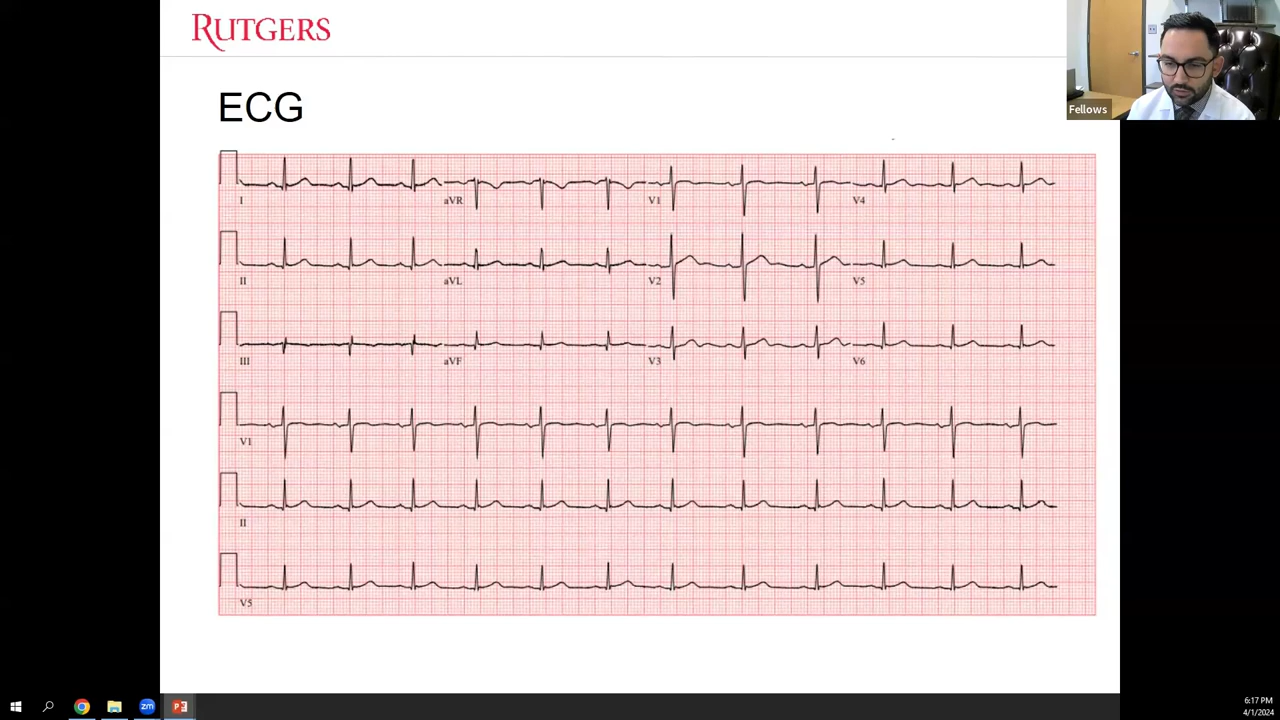 RUTGERS
Fellows
ECG
I aVR V1 V4
II aVL V2 V5
III aVF V3 V6
V1
II
V5
zm
6:17 PM
4/1/2024